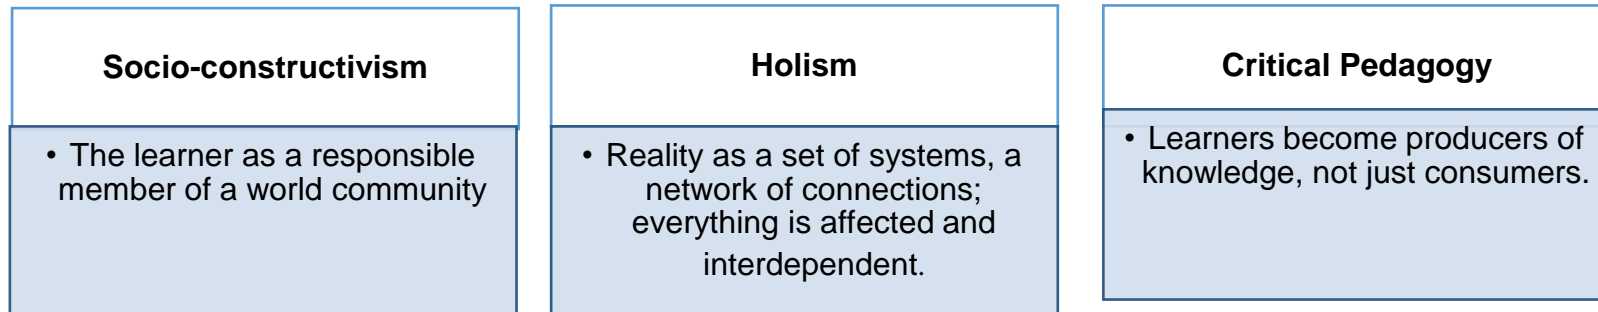 Socio-constructivism
• The learner as a responsible
member of a world community
Holism
• Reality as a set of systems, a
network of connections;
everything is affected and
interdependent.
Critical Pedagogy
• Learners become producers of
knowledge, not just consumers.